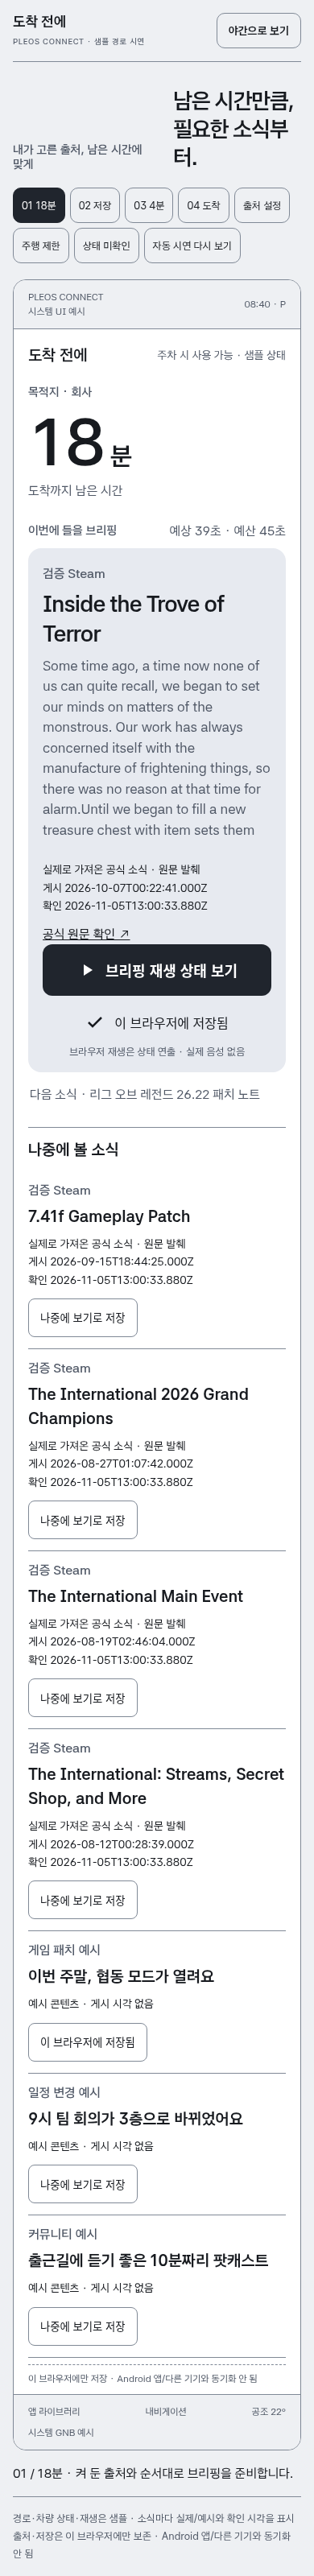 도착 전에
PLEOS CONNECT · 샘플 경로 시연
야간으로 보기
내가 고른 출처, 남은 시간에
맞게
남은 시간만큼,
필요한 소식부
터.
01 18분
02 저장
03 4분
04 도착
출처 설정
주행 제한
상태 미확인
자동 시연 다시 보기
PLEOS CONNECT
시스템 UI 예시
08:40 · P
도착 전에
주차 시 사용 가능 · 샘플 상태
목적지 · 회사
18분
도착까지 남은 시간
이번에 들을 브리핑
예상 39초 · 예산 45초
검증 Steam
Inside the Trove of
Terror
Some time ago, a time now none of
us can quite recall, we began to set
our minds on matters of the
monstrous. Our work has always
concerned itself with the
manufacture of frightening things, so
there was no reason at that time for
alarm.Until we began to fill a new
treasure chest with item sets them
실제로 가져온 공식 소식 · 원문 발췌
게시 2026-10-07T00:22:41.000Z
확인 2026-11-05T13:00:33.880Z
공식 원문 확인 ↗
▶ 브리핑 재생 상태 보기
✓ 이 브라우저에 저장됨
브라우저 재생은 상태 연출 · 실제 음성 없음
다음 소식 · 리그 오브 레전드 26.22 패치 노트
나중에 볼 소식
검증 Steam
7.41f Gameplay Patch
실제로 가져온 공식 소식 · 원문 발췌
게시 2026-09-15T18:44:25.000Z
확인 2026-11-05T13:00:33.880Z
나중에 보기로 저장
검증 Steam
The International 2026 Grand
Champions
실제로 가져온 공식 소식 · 원문 발췌
게시 2026-08-27T01:07:42.000Z
확인 2026-11-05T13:00:33.880Z
나중에 보기로 저장
검증 Steam
The International Main Event
실제로 가져온 공식 소식 · 원문 발췌
게시 2026-08-19T02:46:04.000Z
확인 2026-11-05T13:00:33.880Z
나중에 보기로 저장
검증 Steam
The International: Streams, Secret
Shop, and More
실제로 가져온 공식 소식 · 원문 발췌
게시 2026-08-12T00:28:39.000Z
확인 2026-11-05T13:00:33.880Z
나중에 보기로 저장
게임 패치 예시
이번 주말, 협동 모드가 열려요
예시 콘텐츠 · 게시 시각 없음
이 브라우저에 저장됨
일정 변경 예시
9시 팀 회의가 3층으로 바뀌었어요
예시 콘텐츠 · 게시 시각 없음
나중에 보기로 저장
커뮤니티 예시
출근길에 듣기 좋은 10분짜리 팟캐스트
예시 콘텐츠 · 게시 시각 없음
나중에 보기로 저장
이 브라우저에만 저장 · Android 앱/다른 기기와 동기화 안 됨
앱 라이브러리
내비게이션
공조 22°
시스템 GNB 예시
01 / 18분 · 켜 둔 출처와 순서대로 브리핑을 준비합니다.
경로·차량 상태·재생은 샘플 · 소식마다 실제/예시와 확인 시각을 표시
출처·저장은 이 브라우저에만 보존 · Android 앱/다른 기기와 동기화
안 됨